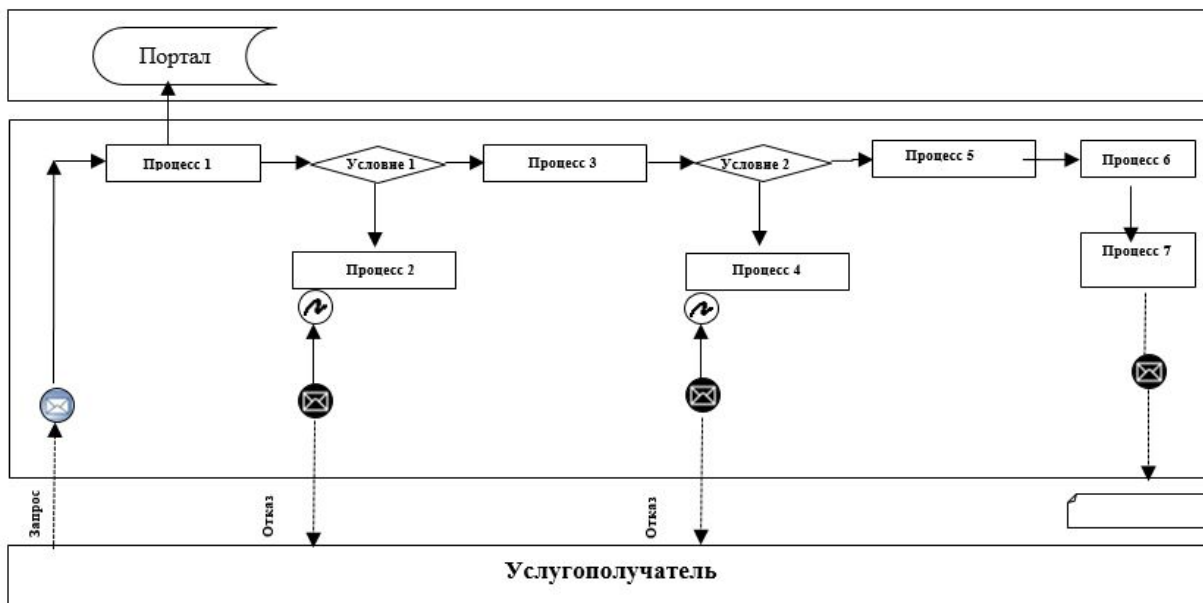 Портал
Процесс 1
Условие 1
Процесс 3
Условие 2
Процесс 5
Процесс 6
Процесс 2
Процесс 4
Процесс 7
Запрос
Отказ
Отказ
Услугополучатель